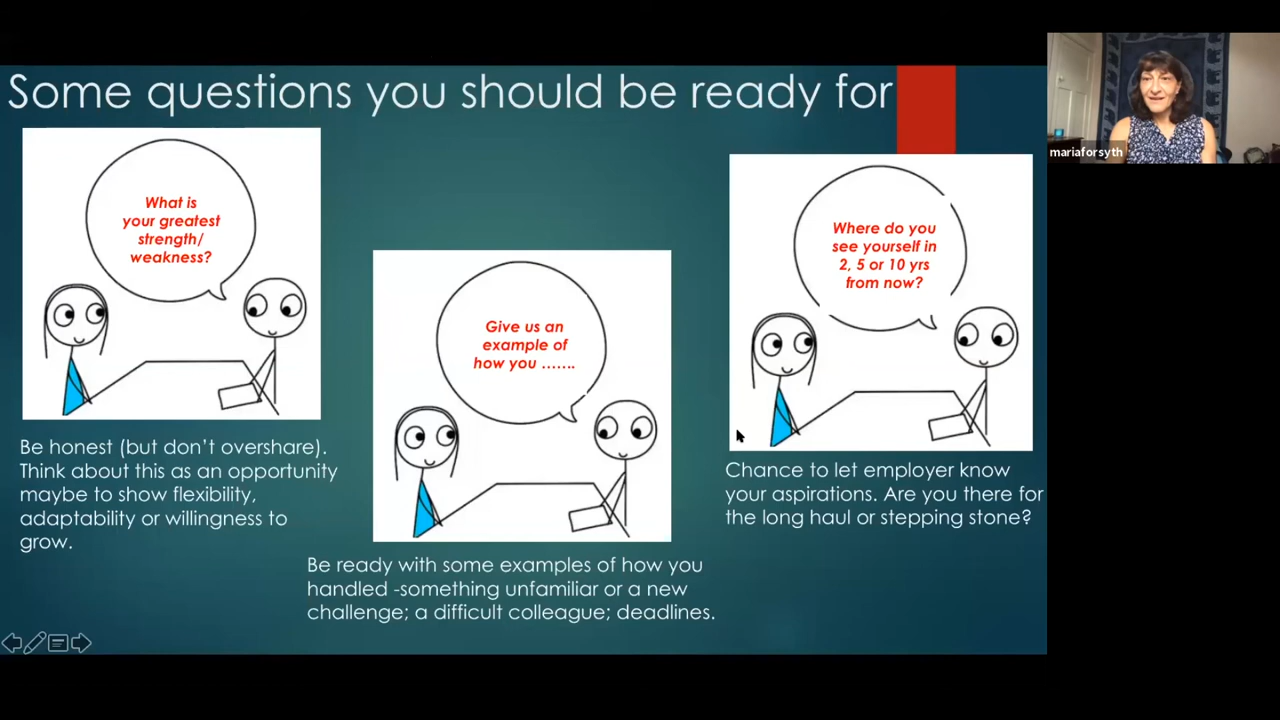 Some questions you should be ready for
What is
your greatest
strength/
weakness?
Be honest (but don’t overshare).
Think about this as an opportunity
maybe to show flexibility,
adaptability or willingness to
grow.
Give us an
example of
how you …….
Be ready with some examples of how you
handled -something unfamiliar or a new
challenge; a difficult colleague; deadlines.
Where do you
see yourself in
2, 5 or 10 yrs
from now?
Chance to let employer know
your aspirations. Are you there for
the long haul or stepping stone?
mariaforsyth